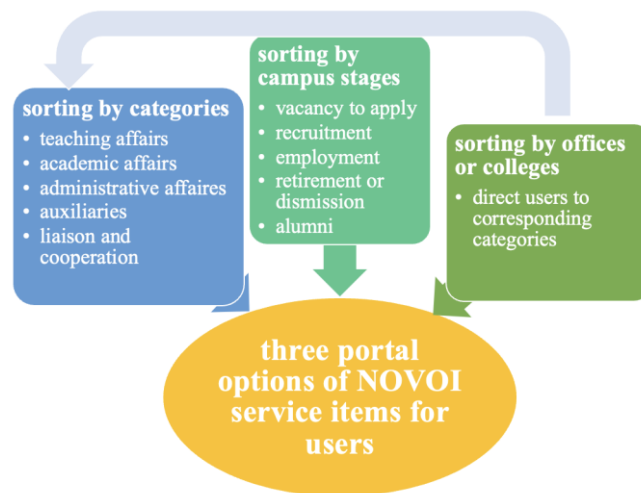 sorting by categories
• teaching affairs
• academic affairs
• administrative affaires
• auxiliaries
• liaison and
cooperation
sorting by
campus stages
• vacancy to apply
• recruitment
• employment
• retirement or
dismission
• alumni
sorting by offices
or colleges
• direct users to
corresponding
categories
three portal
options of NOVOI
service items for
users